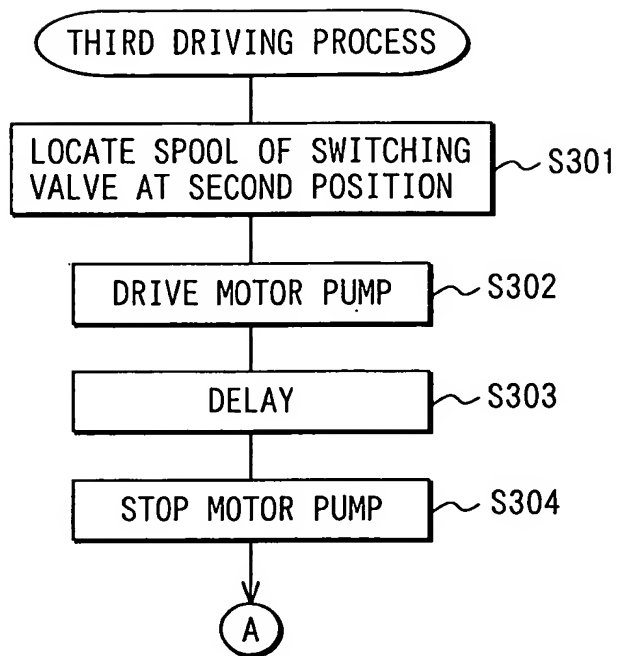 THIRD DRIVING PROCESS
LOCATE SPOOL OF SWITCHING
VALVE AT SECOND POSITION
S301
DRIVE MOTOR PUMP
S302
DELAY
S303
STOP MOTOR PUMP
S304
A